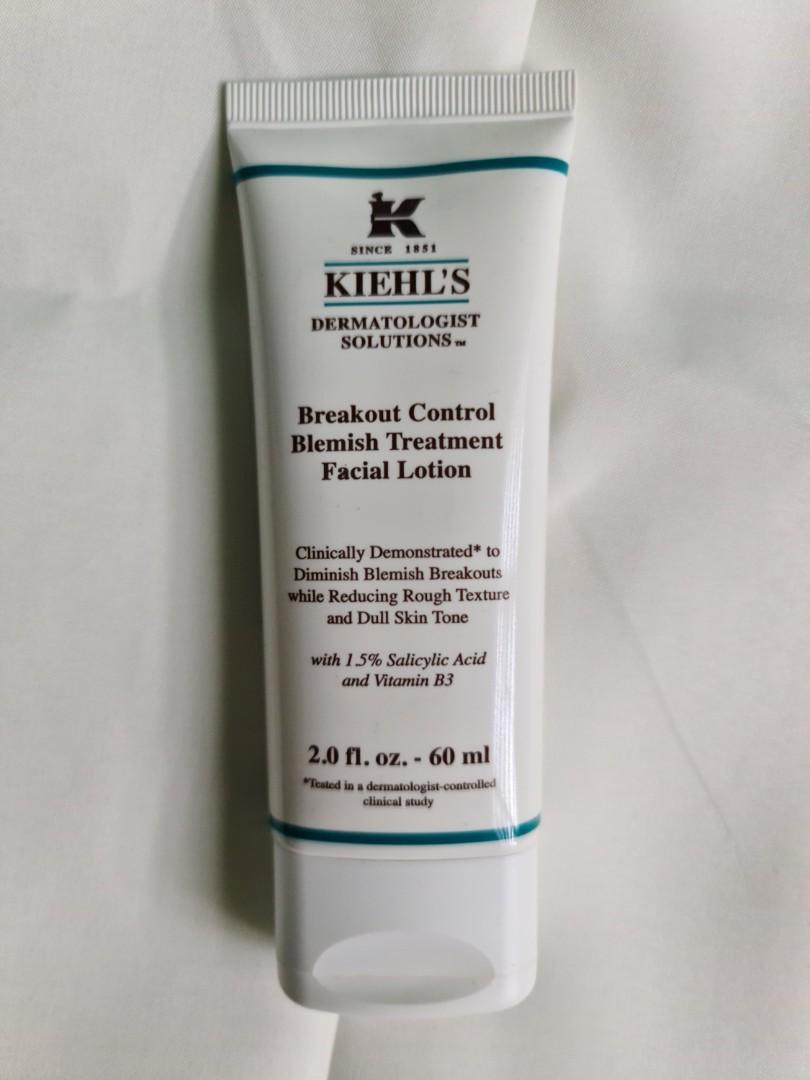 K
SINCE 1851
KIEHL'S
DERMATOLOGIST
SOLUTIONS™
Breakout Control
Blemish Treatment
Facial Lotion
Clinically Demonstrated* to
Diminish Blemish Breakouts
while Reducing Rough Texture
and Dull Skin Tone
with 1.5% Salicylic Acid
and Vitamin B3
2.0 fl. oz. - 60 ml
*Tested in a dermatologist-controlled
clinical study